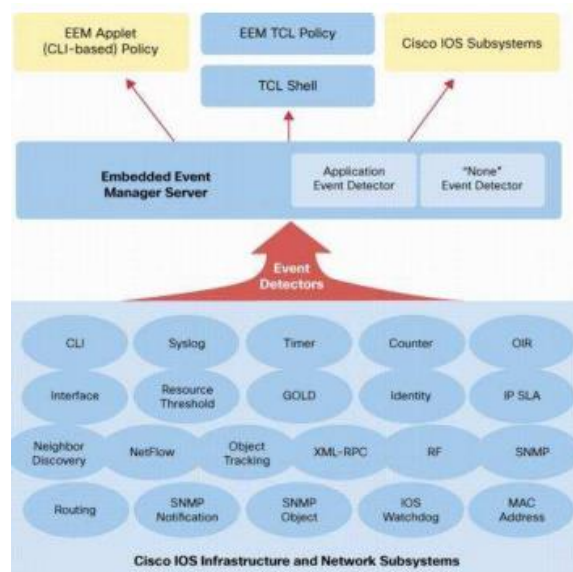 EEM Applet
(CLI-based) Policy
EEM TCL Policy
Cisco IOS Subsystems
TCL Shell
Embedded Event
Manager Server
Application
Event Detector
"None"
Event Detector
Event
Detectors
CLI
Syslog
Timer
Counter
OIR
Interface
Resource
Threshold
GOLD
Identity
IP SLA
Neighbor
Discovery
NetFlow
Object
Tracking
XML-RPC
RF
SNMP
Routing
SNMP
Notification
SNMP
Object
IOS
Watchdog
MAC
Address
Cisco IOS Infrastructure and Network Subsystems